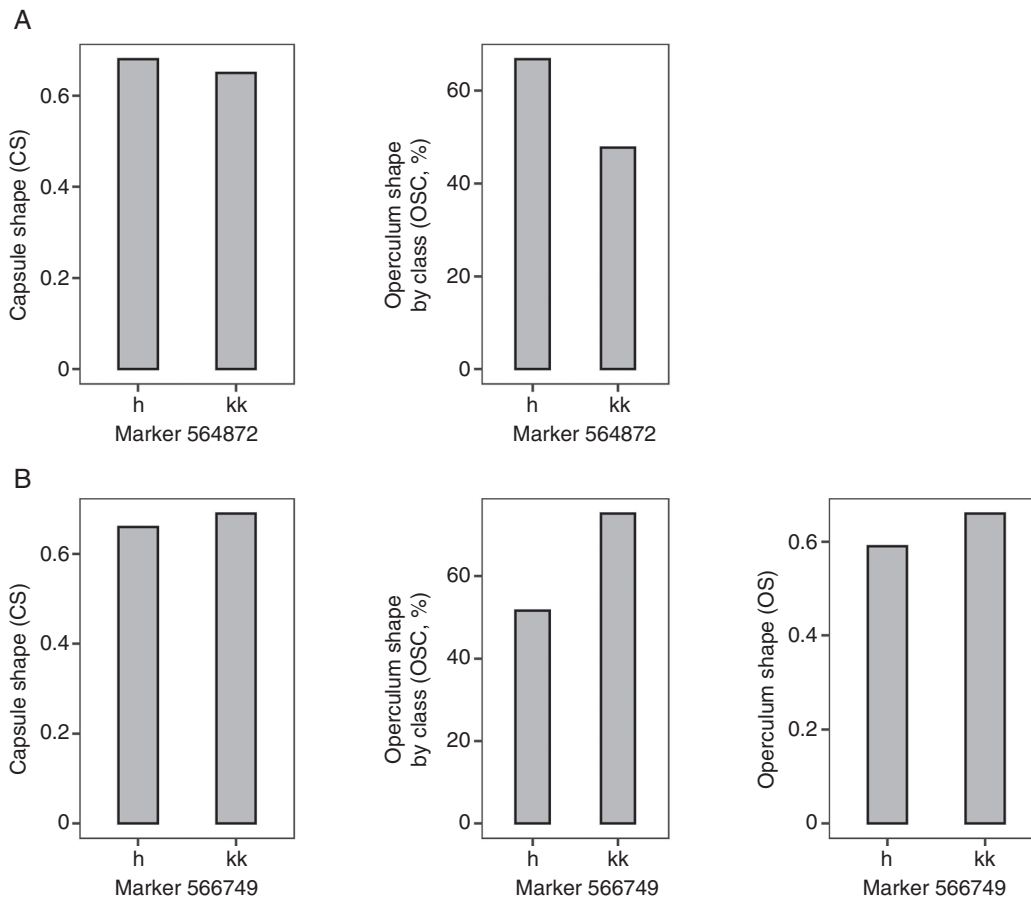 A
Capsule shape (CS)
0.6
0.4
0.2
0
h kk
Marker 564872
Operculum shape
by class (OSC, %)
60
40
20
0
h kk
Marker 564872
B
Capsule shape (CS)
0.6
0.4
0.2
0
h kk
Marker 566749
Operculum shape
by class (OSC, %)
60
40
20
0
h kk
Marker 566749
Operculum shape (OS)
0.6
0.4
0.2
0
h kk
Marker 566749